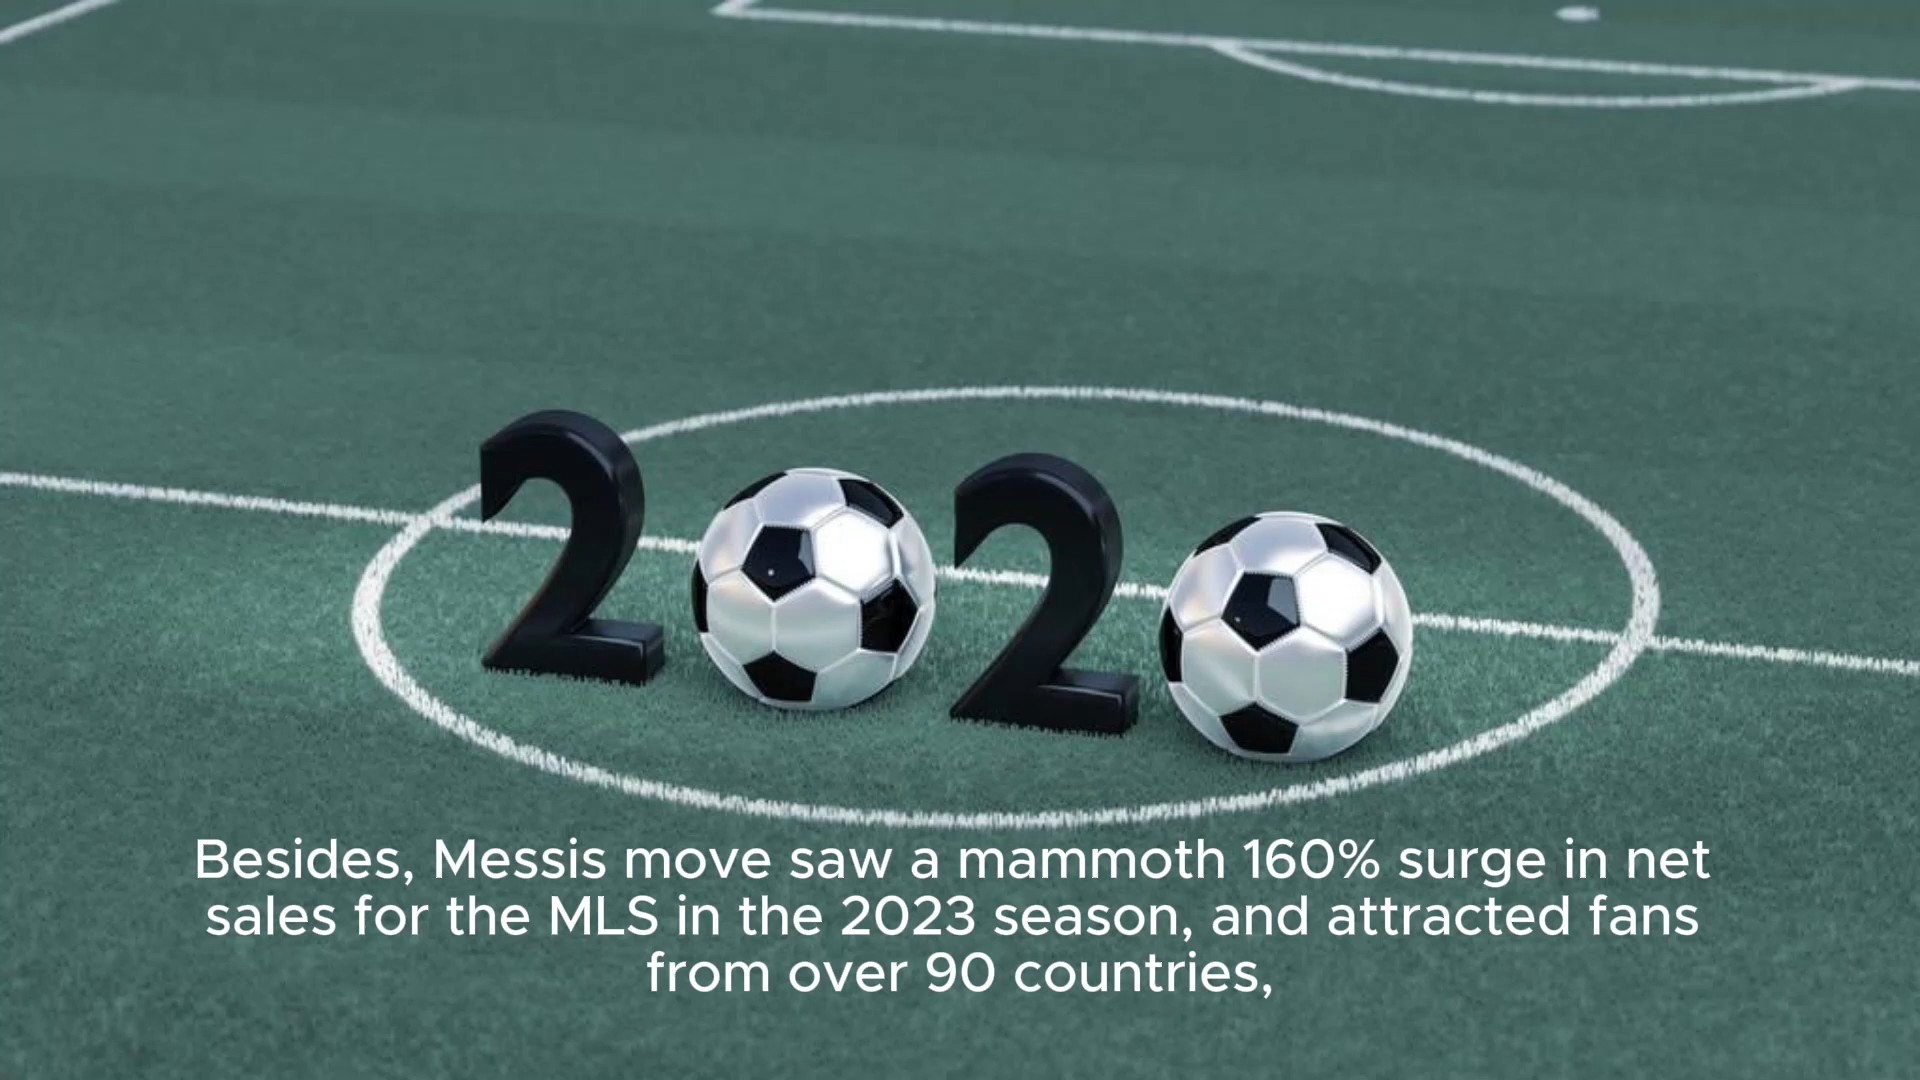 2020
Besides, Messis move saw a mammoth 160% surge in net
sales for the MLS in the 2023 season, and attracted fans
from over 90 countries,